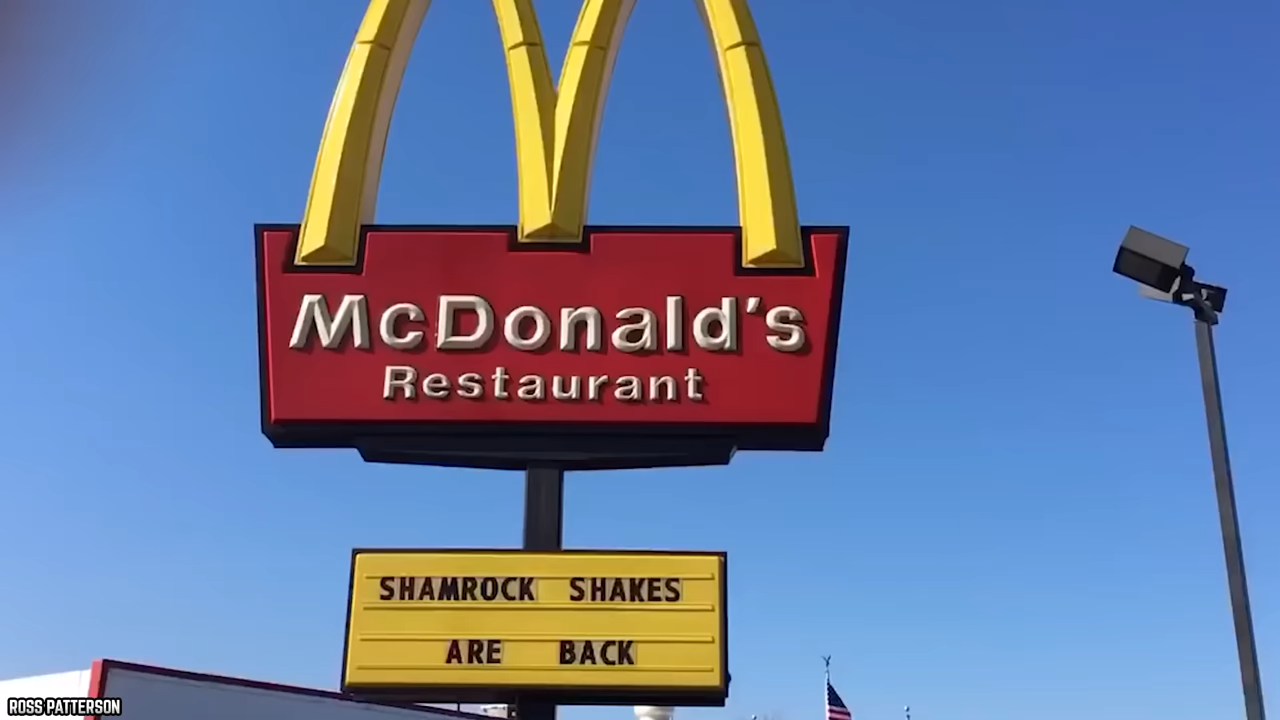 McDonald's
Restaurant
SHAMROCK SHAKES
ARE BACK
ROSS PATTERSON